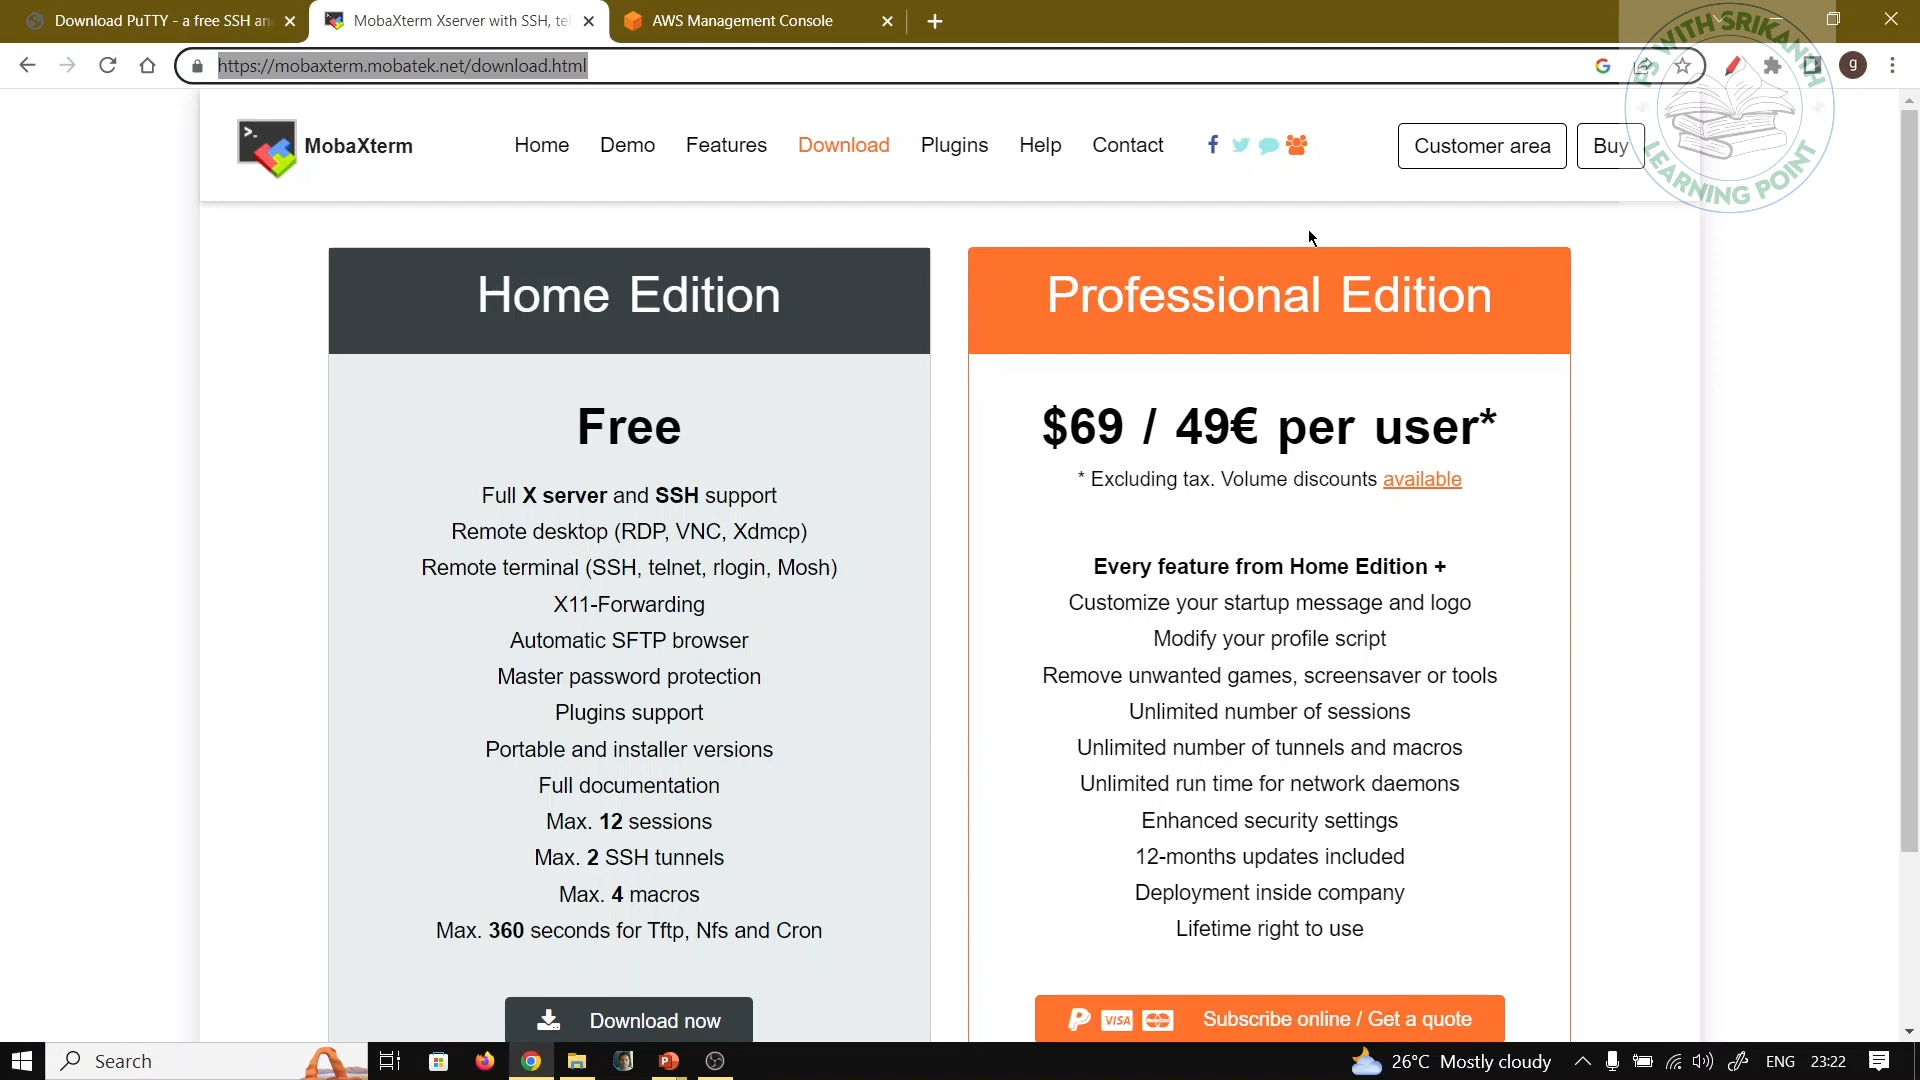 Download PuTTY - a free SSH an
MobaXterm Xserver with SSH, te
AWS Management Console
https://mobaxterm.mobatek.net/download.html
g
PS WITH SRIKANTH
LEARNING POINT
MobaXterm
Home
Demo
Features
Download
Plugins
Help
Contact
Customer area
Buy
Home Edition
Free
Full X server and SSH support
Remote desktop (RDP, VNC, Xdmcp)
Remote terminal (SSH, telnet, rlogin, Mosh)
X11-Forwarding
Automatic SFTP browser
Master password protection
Plugins support
Portable and installer versions
Full documentation
Max. 12 sessions
Max. 2 SSH tunnels
Max. 4 macros
Max. 360 seconds for Tftp, Nfs and Cron
Download now
Professional Edition
$69 / 49€ per user*
* Excluding tax. Volume discounts available
Every feature from Home Edition +
Customize your startup message and logo
Modify your profile script
Remove unwanted games, screensaver or tools
Unlimited number of sessions
Unlimited number of tunnels and macros
Unlimited run time for network daemons
Enhanced security settings
12-months updates included
Deployment inside company
Lifetime right to use
VISA
Subscribe online / Get a quote
Search
26°C Mostly cloudy
ENG
23:22